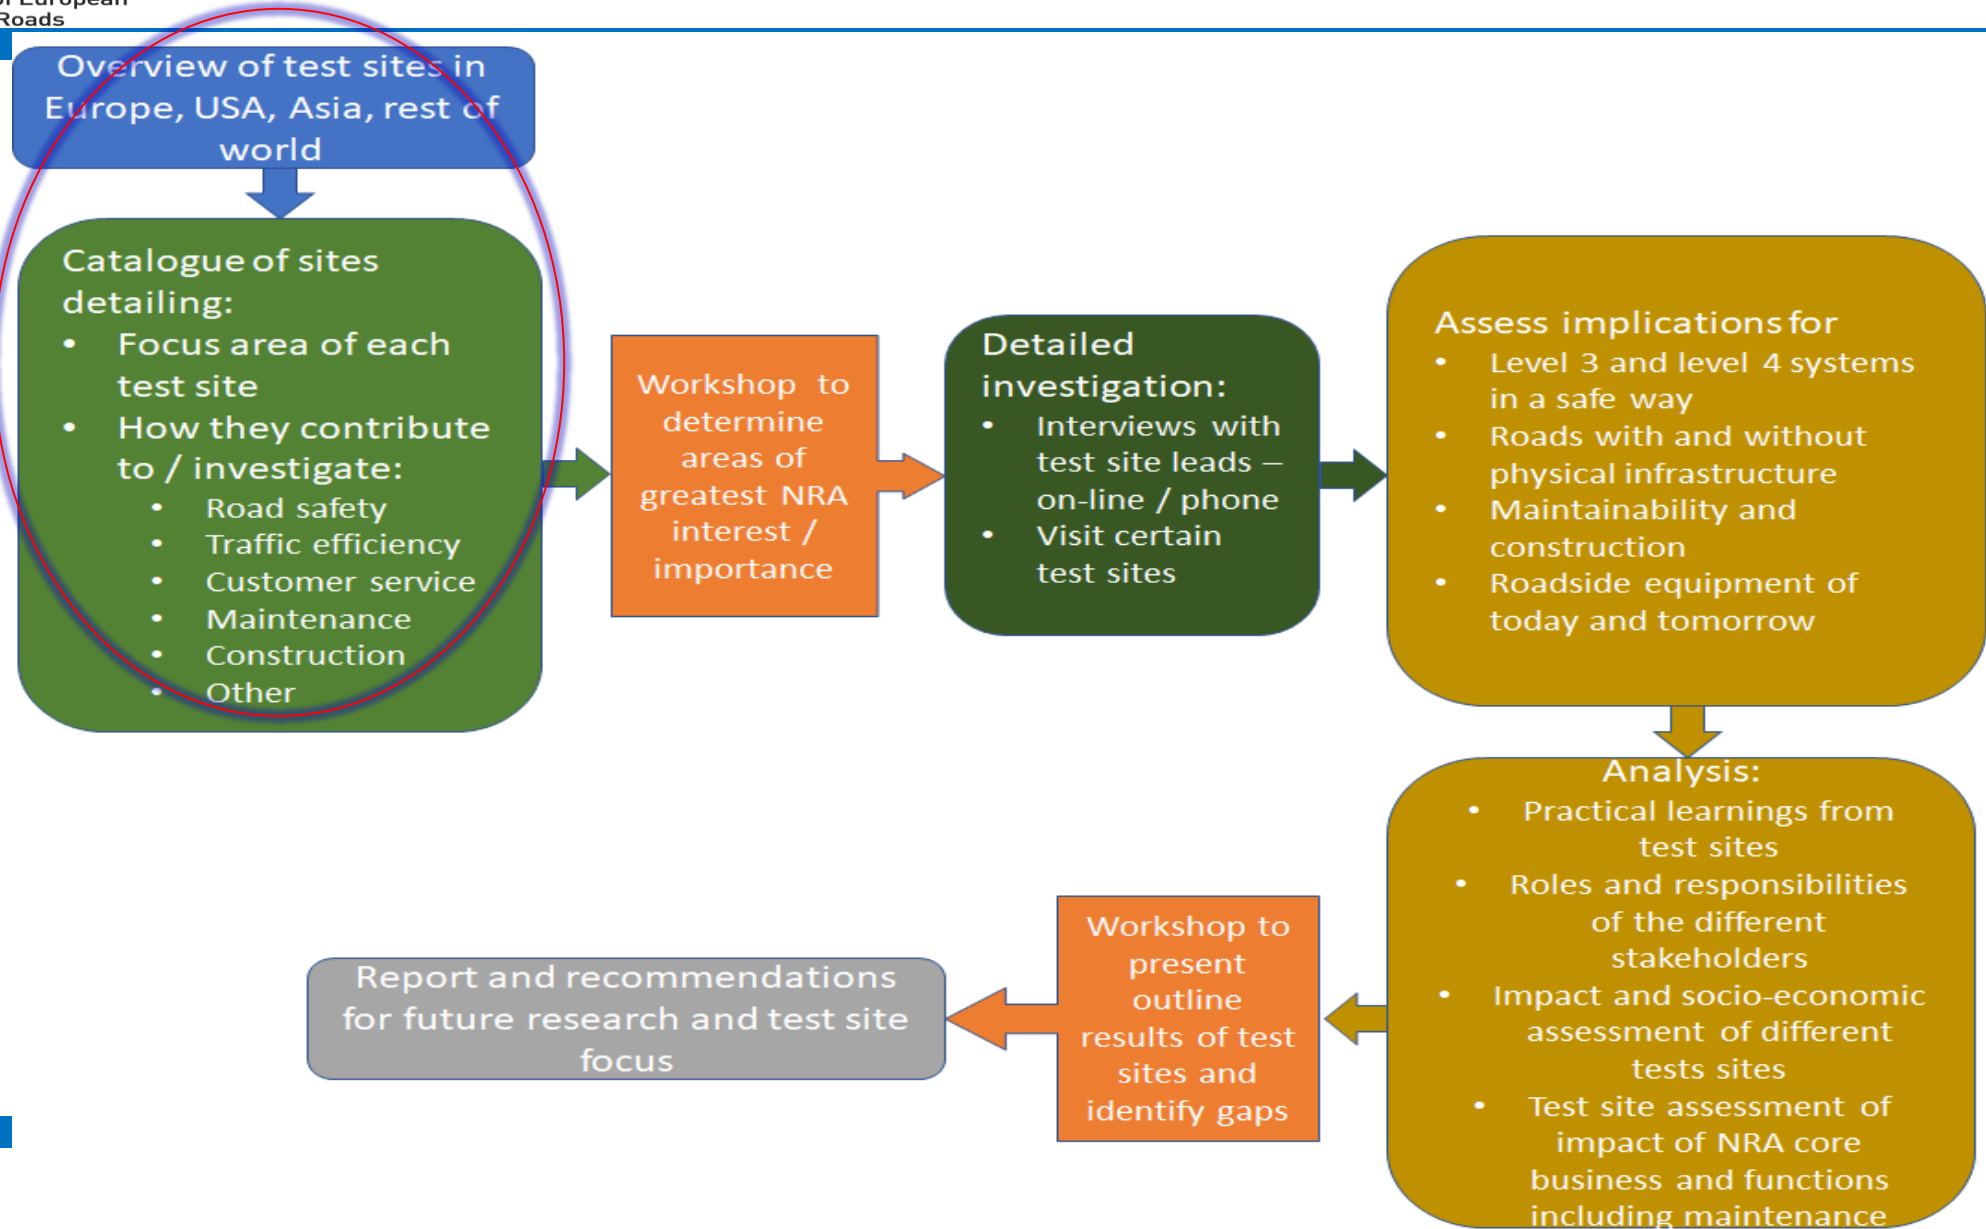 of European
Roads
Overview of test sites in
Europe, USA, Asia, rest of
world
Catalogue of sites
detailing:
• Focus area of each
test site
• How they contribute
to / investigate:
• Road safety
• Traffic efficiency
• Customer service
• Maintenance
• Construction
• Other
Workshop to
determine
areas of
greatest NRA
interest /
importance
Detailed
investigation:
• Interviews with
test site leads –
on-line / phone
• Visit certain
test sites
Assess implications for
• Level 3 and level 4 systems
in a safe way
• Roads with and without
physical infrastructure
• Maintainability and
construction
• Roadside equipment of
today and tomorrow
Analysis:
• Practical learnings from
test sites
• Roles and responsibilities
of the different
stakeholders
• Impact and socio-economic
assessment of different
tests sites
• Test site assessment of
impact of NRA core
business and functions
including maintenance
Workshop to
present
outline
results of test
sites and
identify gaps
Report and recommendations
for future research and test site
focus